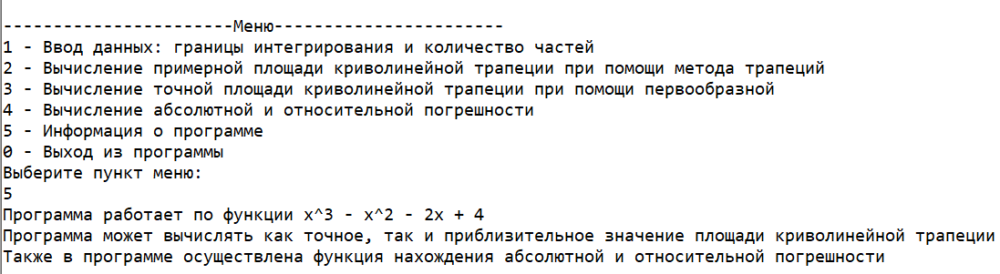 -----------------------Меню-----------------------
1 - Ввод данных: границы интегрирования и количество частей
2 - Вычисление примерной площади криволинейной трапеции при помощи метода трапеций
3 - Вычисление точной площади криволинейной трапеции при помощи первообразной
4 - Вычисление абсолютной и относительной погрешности
5 - Информация о программе
0 - Выход из программы
Выберите пункт меню:
5
Программа работает по функции x^3 - x^2 - 2x + 4
Программа может вычислять как точное, так и приблизительное значение площади криволинейной трапеции
Также в программе осуществлена функция нахождения абсолютной и относительной погрешности